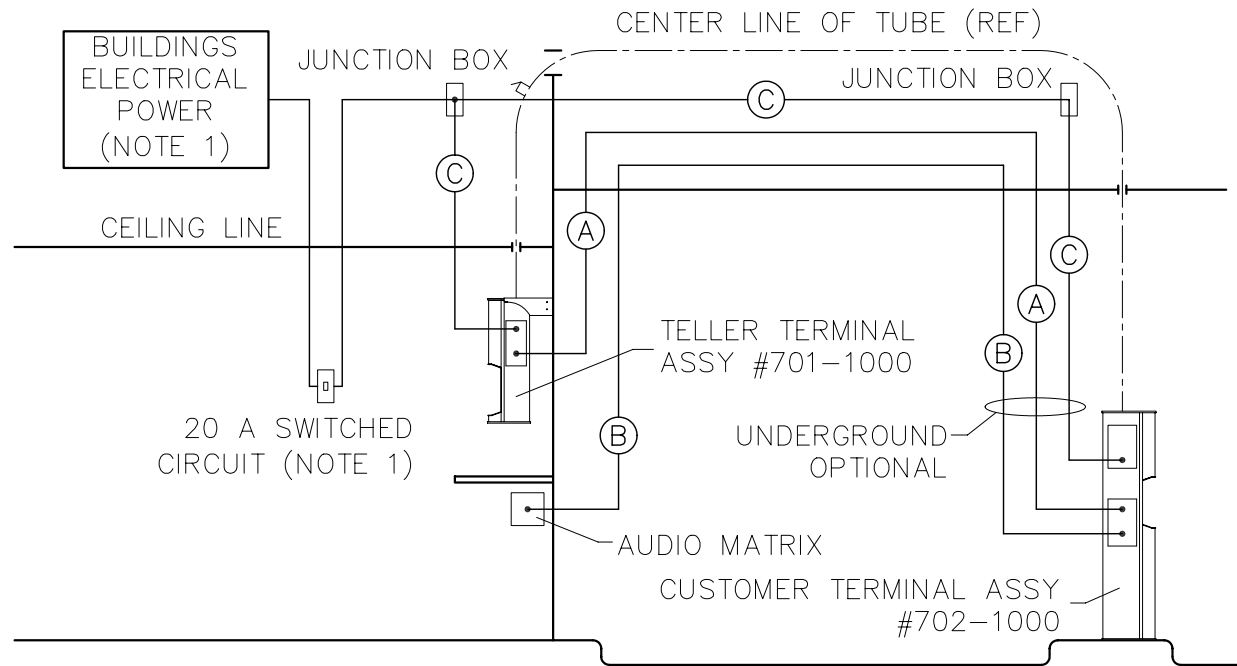 CENTER LINE OF TUBE (REF)
BUILDINGS
ELECTRICAL
POWER
(NOTE 1)
JUNCTION BOX
JUNCTION BOX
C
C
A
C
A
B
B
CEILING LINE
TELLER TERMINAL
ASSY #701-1000
20 A SWITCHED
CIRCUIT (NOTE 1)
UNDERGROUND
OPTIONAL
AUDIO MATRIX
CUSTOMER TERMINAL ASSY
#702-1000